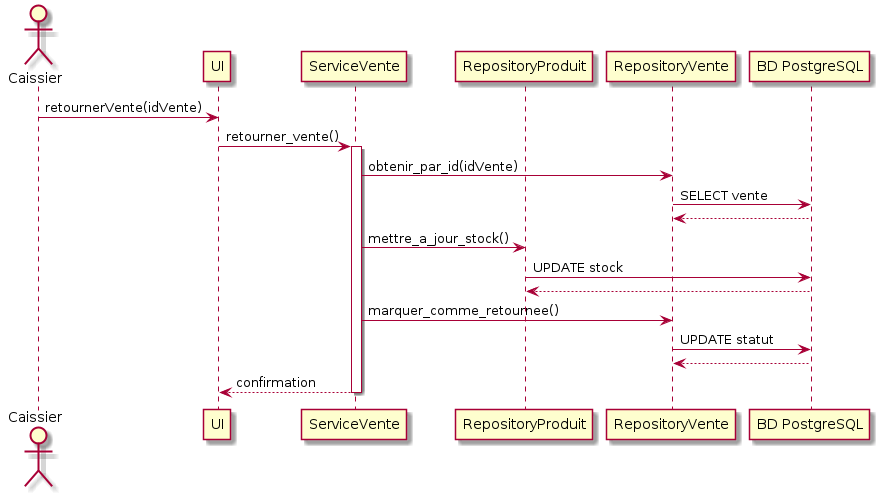 Caissier
UI
ServiceVente
RepositoryProduit
RepositoryVente
BD PostgreSQL
retournerVente(idVente)
retourner_vente()
obtenir_par_id(idVente)
SELECT vente
mettre_a_jour_stock()
UPDATE stock
marquer_comme_retournee()
UPDATE statut
confirmation
Caissier
UI
ServiceVente
RepositoryProduit
RepositoryVente
BD PostgreSQL